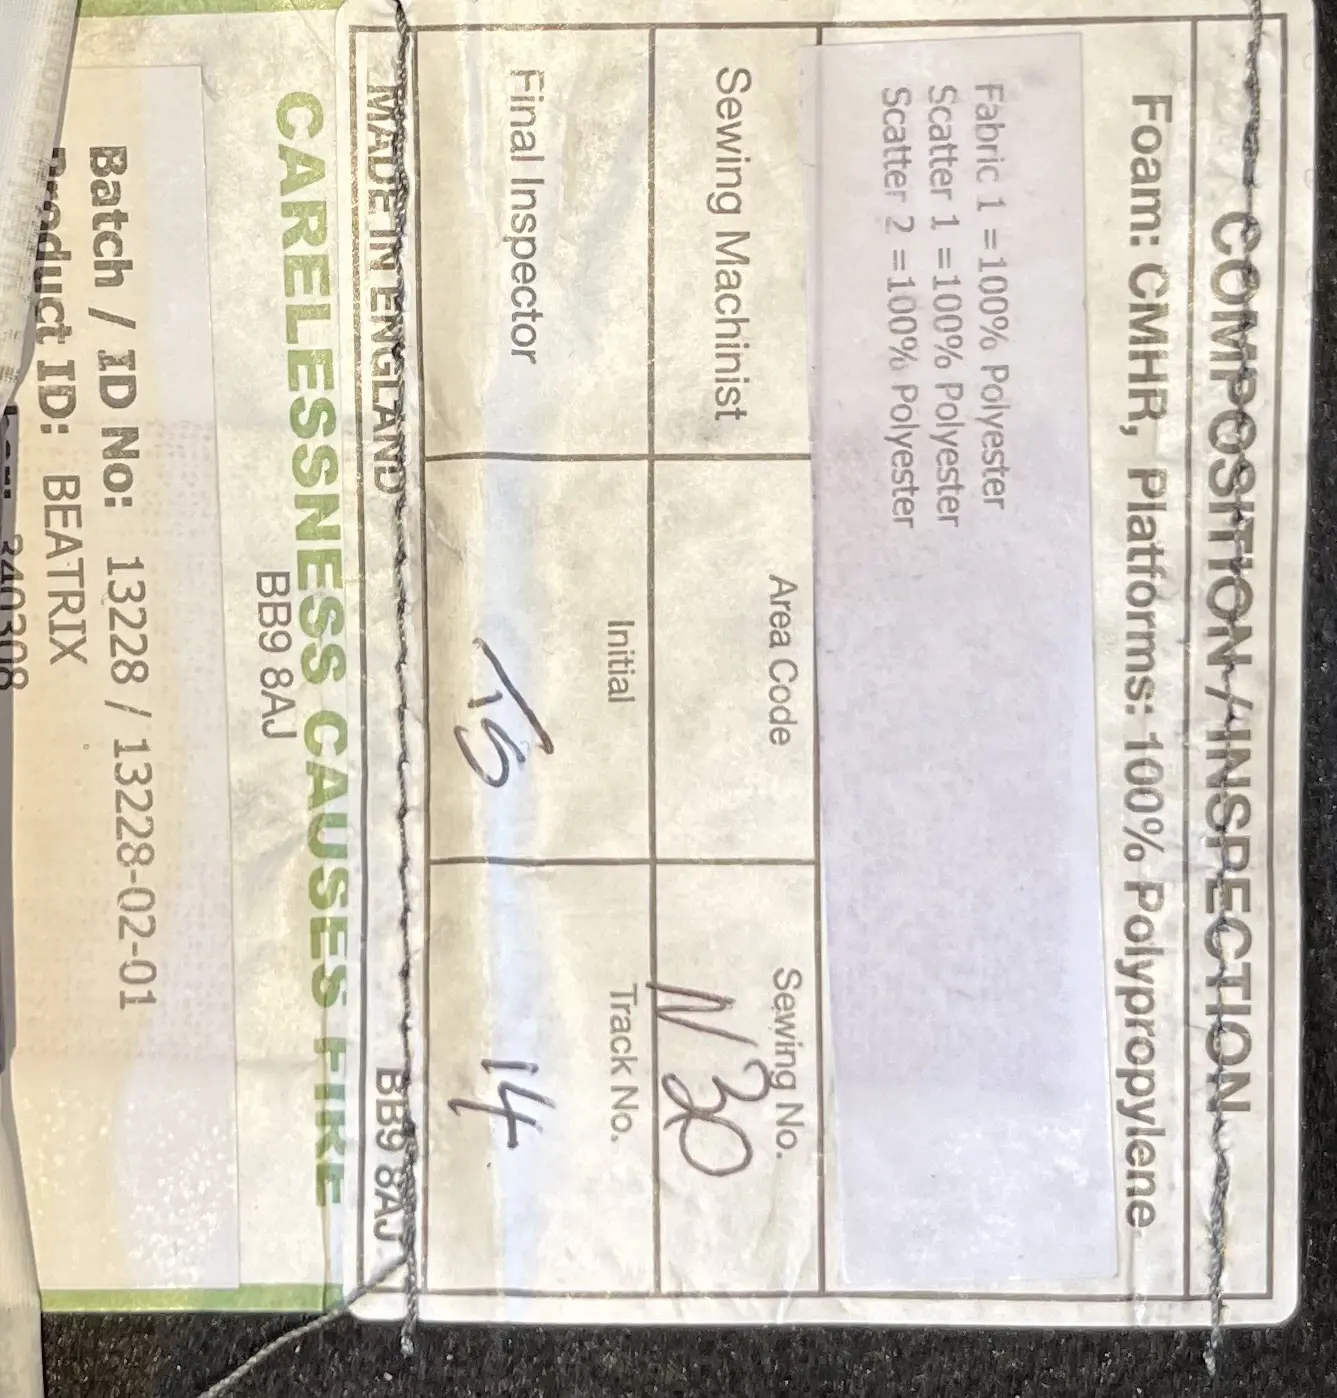 COMPOSITION / INSPECTION
Foam: CMHR, Platforms: 100% Polypropylene
Fabric 1 =100% Polyester
Scatter 1 =100% Polyester
Scatter 2 =100% Polyester
Sewing Machinist
Area Code
Sewing No.
N30
Final Inspector
Initial
TS
Track No.
14
MADE IN ENGLAND
BB9 8AJ
CARELESSNESS CAUSES FIRE
BB9 8AJ
Batch / ID No: 13228 / 13228-02-01
Product ID: BEATRIX
240308